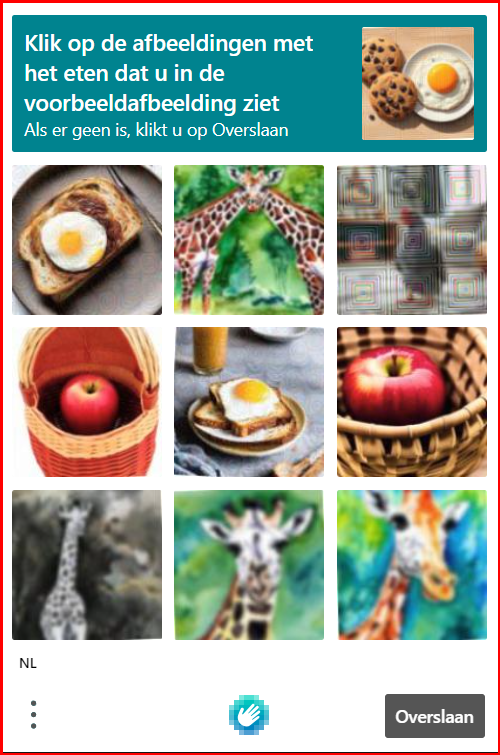 Klik op de afbeeldingen met
het eten dat u in de
voorbeeldafbeelding ziet
Als er geen is, klikt u op Overslaan
NL
Overslaan